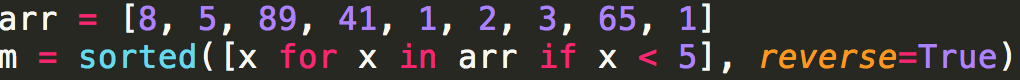 arr = [8, 5, 89, 41, 1, 2, 3, 65, 1]
m = sorted([x for x in arr if x < 5], reverse=True)